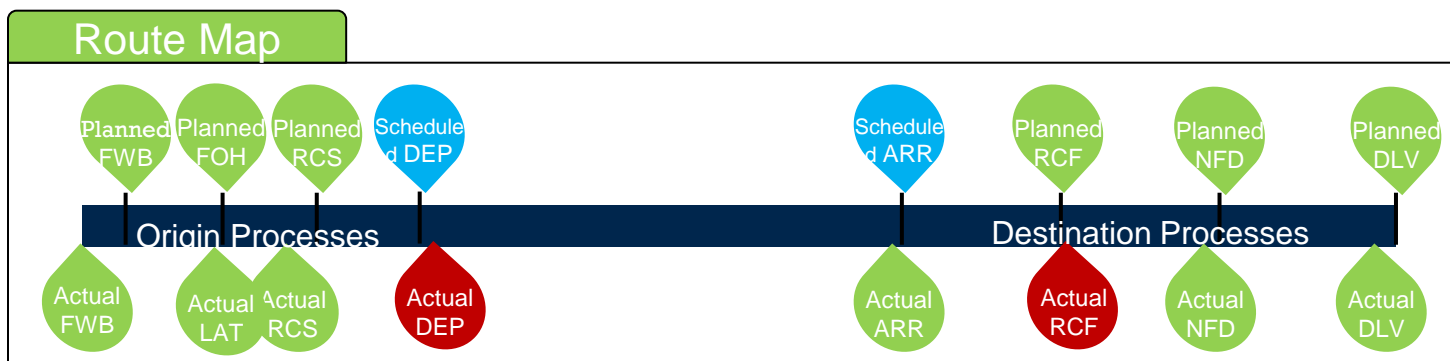 Route Map
Planned
FWB
Planned
FOH
Planned
RCS
Schedule
d DEP
Schedule
d ARR
Planned
RCF
Planned
NFD
Planned
DLV
Origin Processes
Destination Processes
Actual
FWB
Actual
LAT
Actual
RCS
Actual
DEP
Actual
ARR
Actual
RCF
Actual
NFD
Actual
DLV